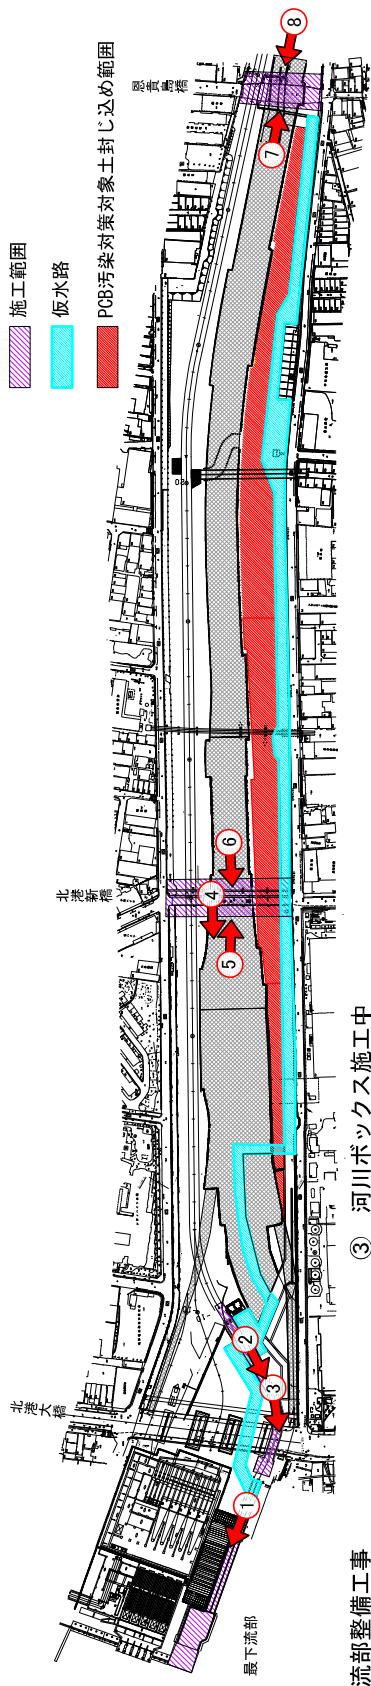 施工範囲
仮水路
PCB汚染対策対象土封じ込め範囲
恩貴島橋
北港新橋
北港大橋
最下流部
8
7
6
4
5
2
3
1
③ 河川ボックス施工中
流部整備工事